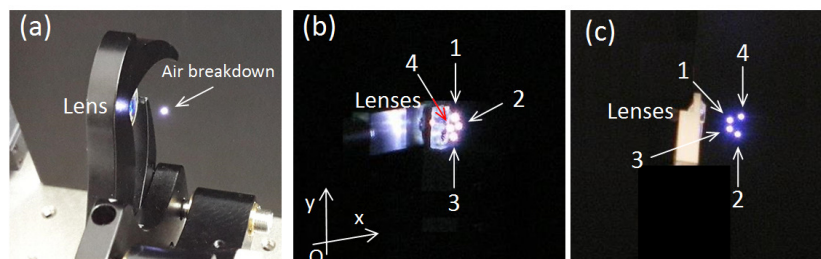 (a)
Air breakdown
Lens
(b)
1
4
Lenses
2
3
y
x
O
(c)
4
1
Lenses
3
2